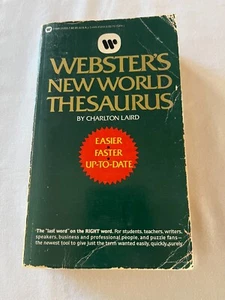 WEBSTER'S
NEW WORLD
THESAURUS
BY CHARLTON LAIRD
EASIER
FASTER
UP-TO-DATE
The "last word" on the RIGHT word. For students, teachers, writers,
speakers, business and professional people, and puzzle fans—
the newest tool to give just the term wanted easily, quickly, surely.